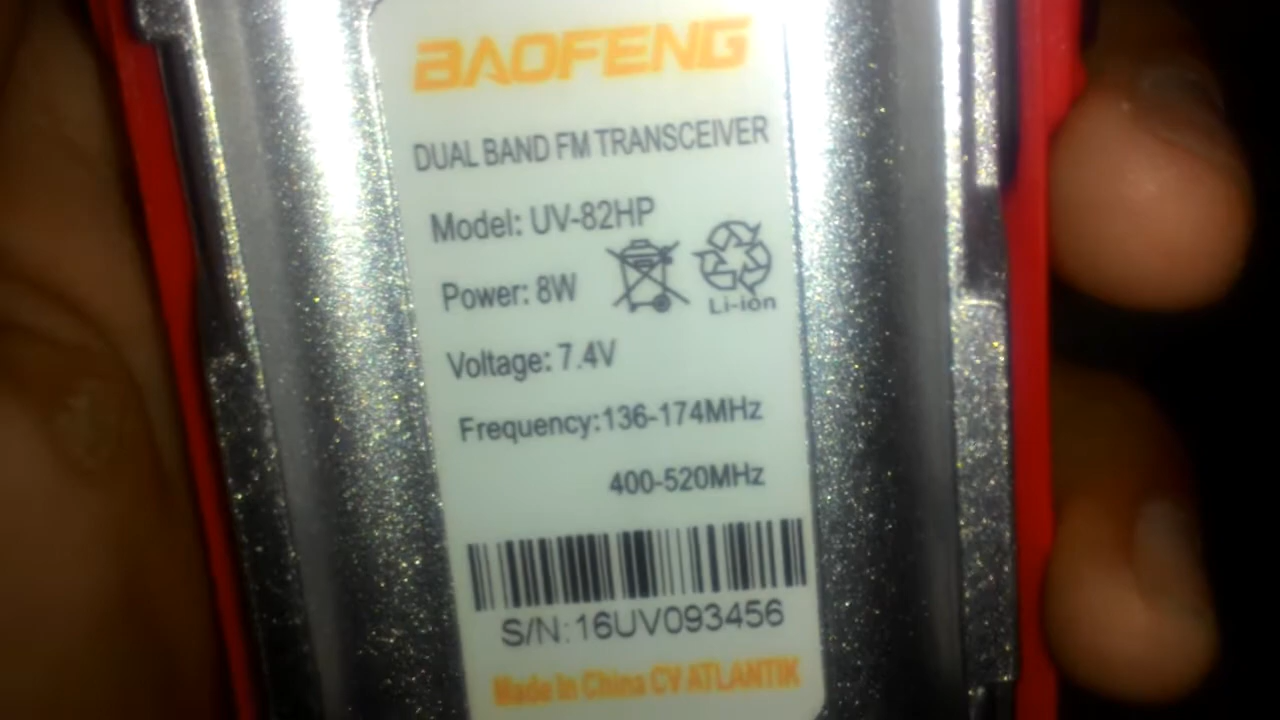 BAOFENG
DUAL BAND FM TRANSCEIVER
Model: UV-82HP
Power: 8W
Li-ion
Voltage: 7.4V
Frequency:136-174MHz
400-520MHz
S/N:16UV093456
Made in China CV ATLANTIK